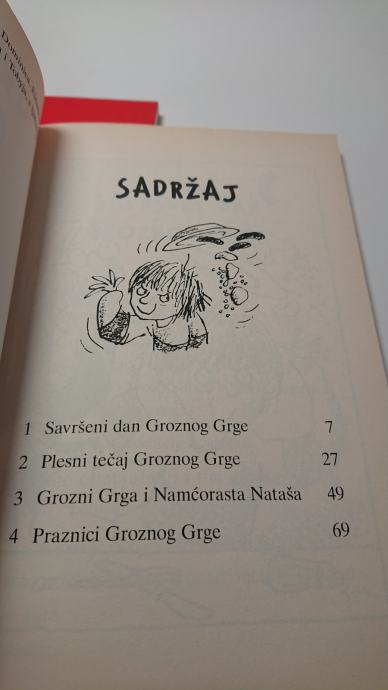 SADRŽAJ
1 Savršeni dan Groznog Grge 7
2 Plesni tečaj Groznog Grge 27
3 Grozni Grga i Namćorasta Nataša 49
4 Praznici Groznog Grge 69